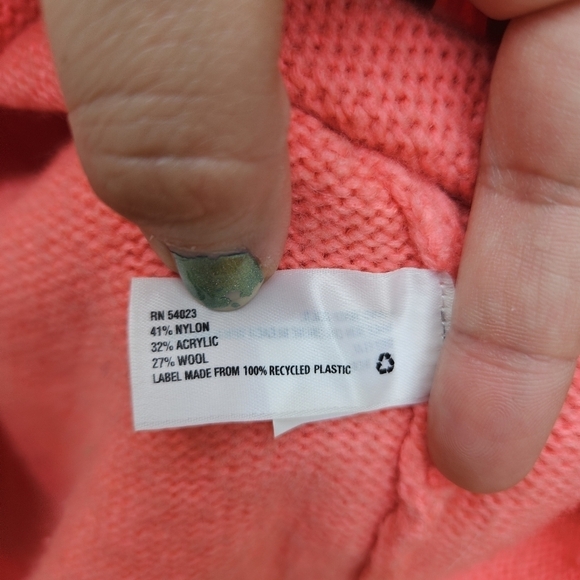 RN 54023
41% NYLON
32% ACRYLIC
27% WOOL
LABEL MADE FROM 100% RECYCLED PLASTIC